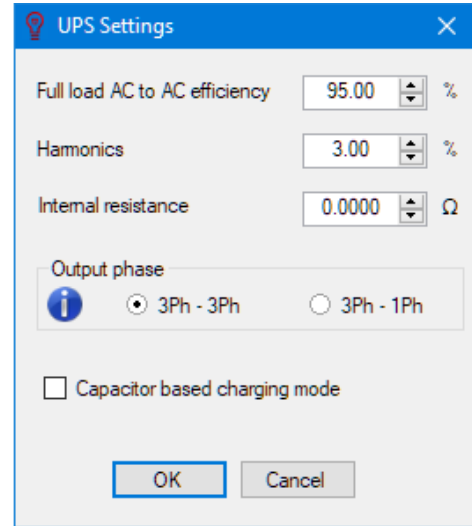 UPS Settings
Full load AC to AC efficiency 95.00 %
Harmonics 3.00 %
Internal resistance 0.0000 Ω
Output phase
3Ph - 3Ph 3Ph - 1Ph
Capacitor based charging mode
OK Cancel